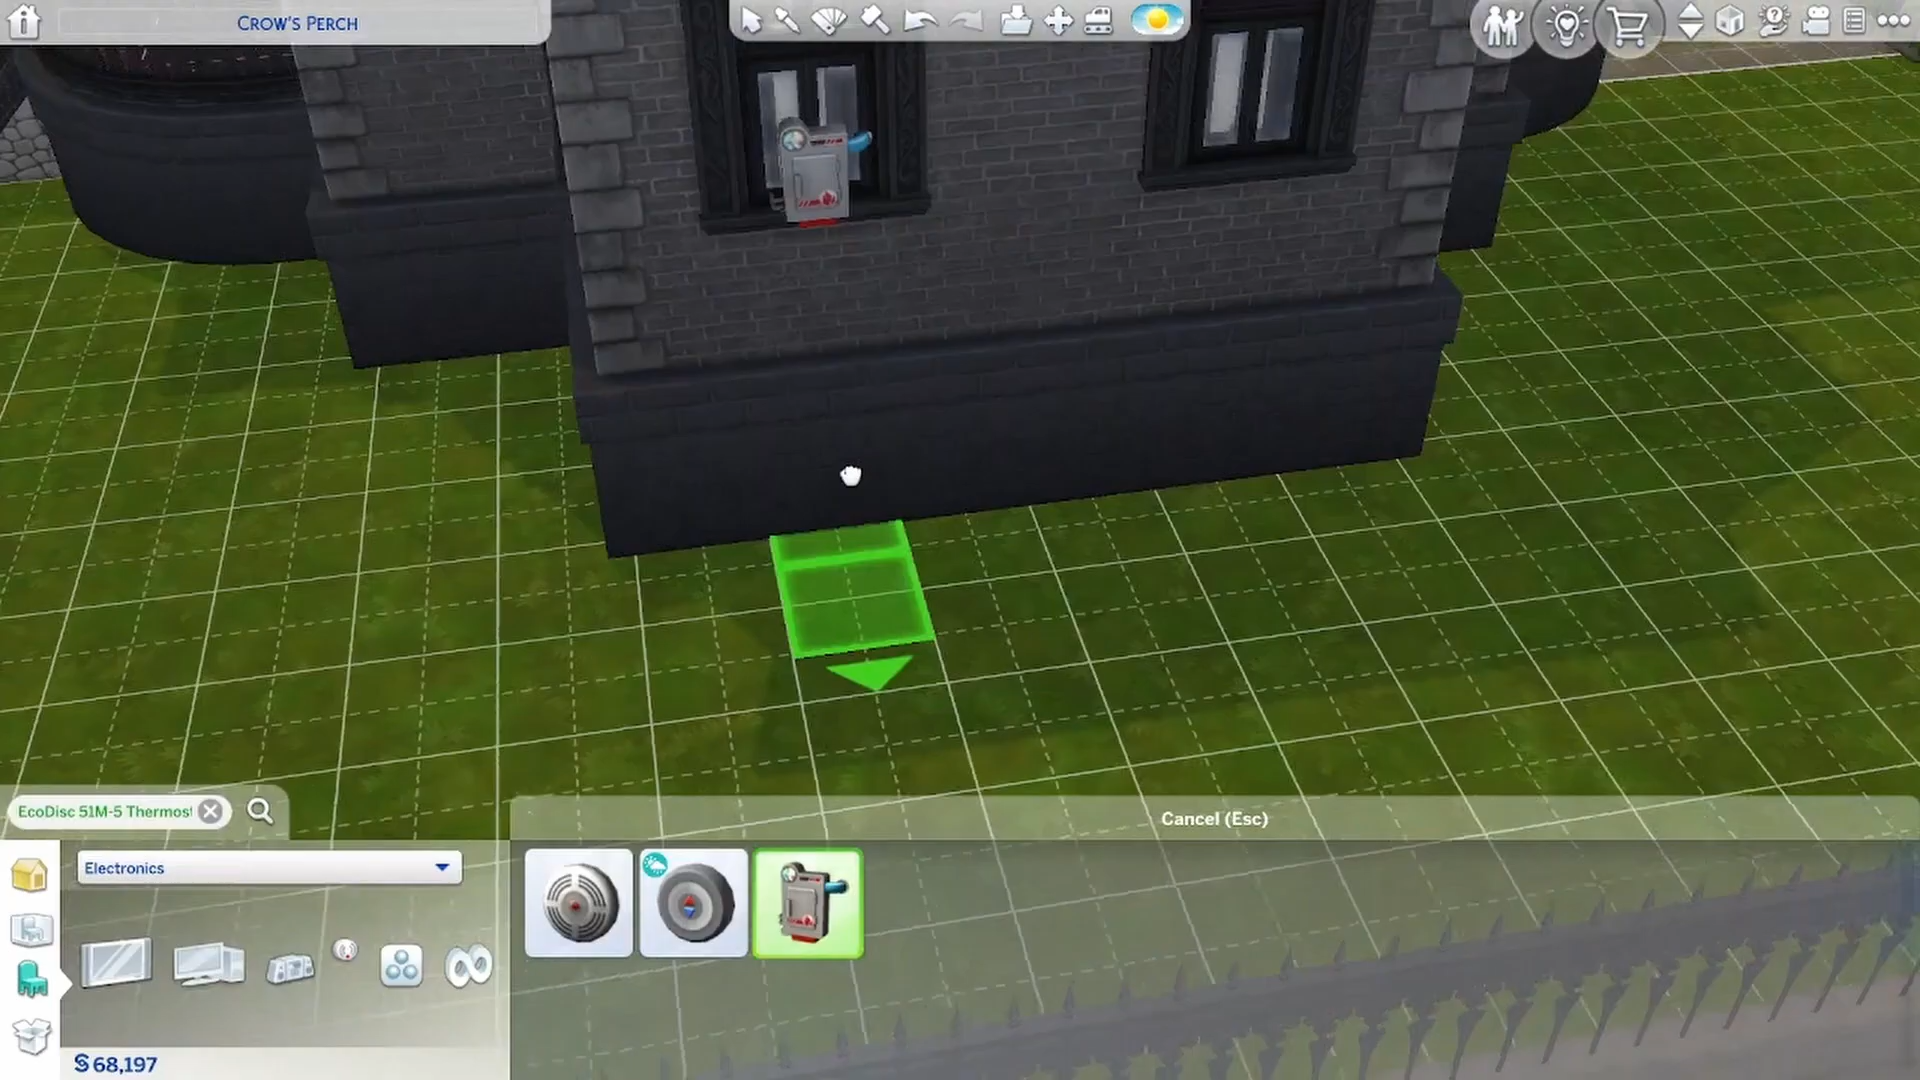 CROW'S PERCH
EcoDisc 51M-5 Thermost
Cancel (Esc)
Electronics
§68,197